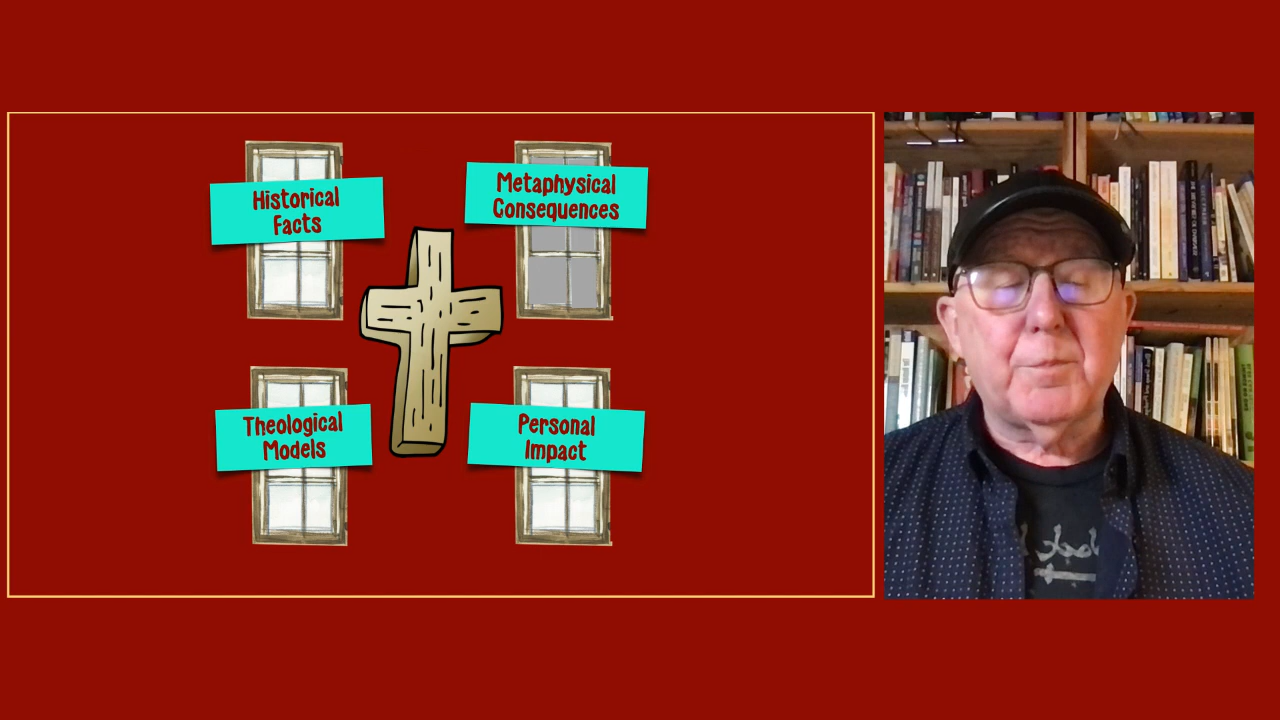 Historical
Facts
Metaphysical
Consequences
Theological
Models
Personal
Impact